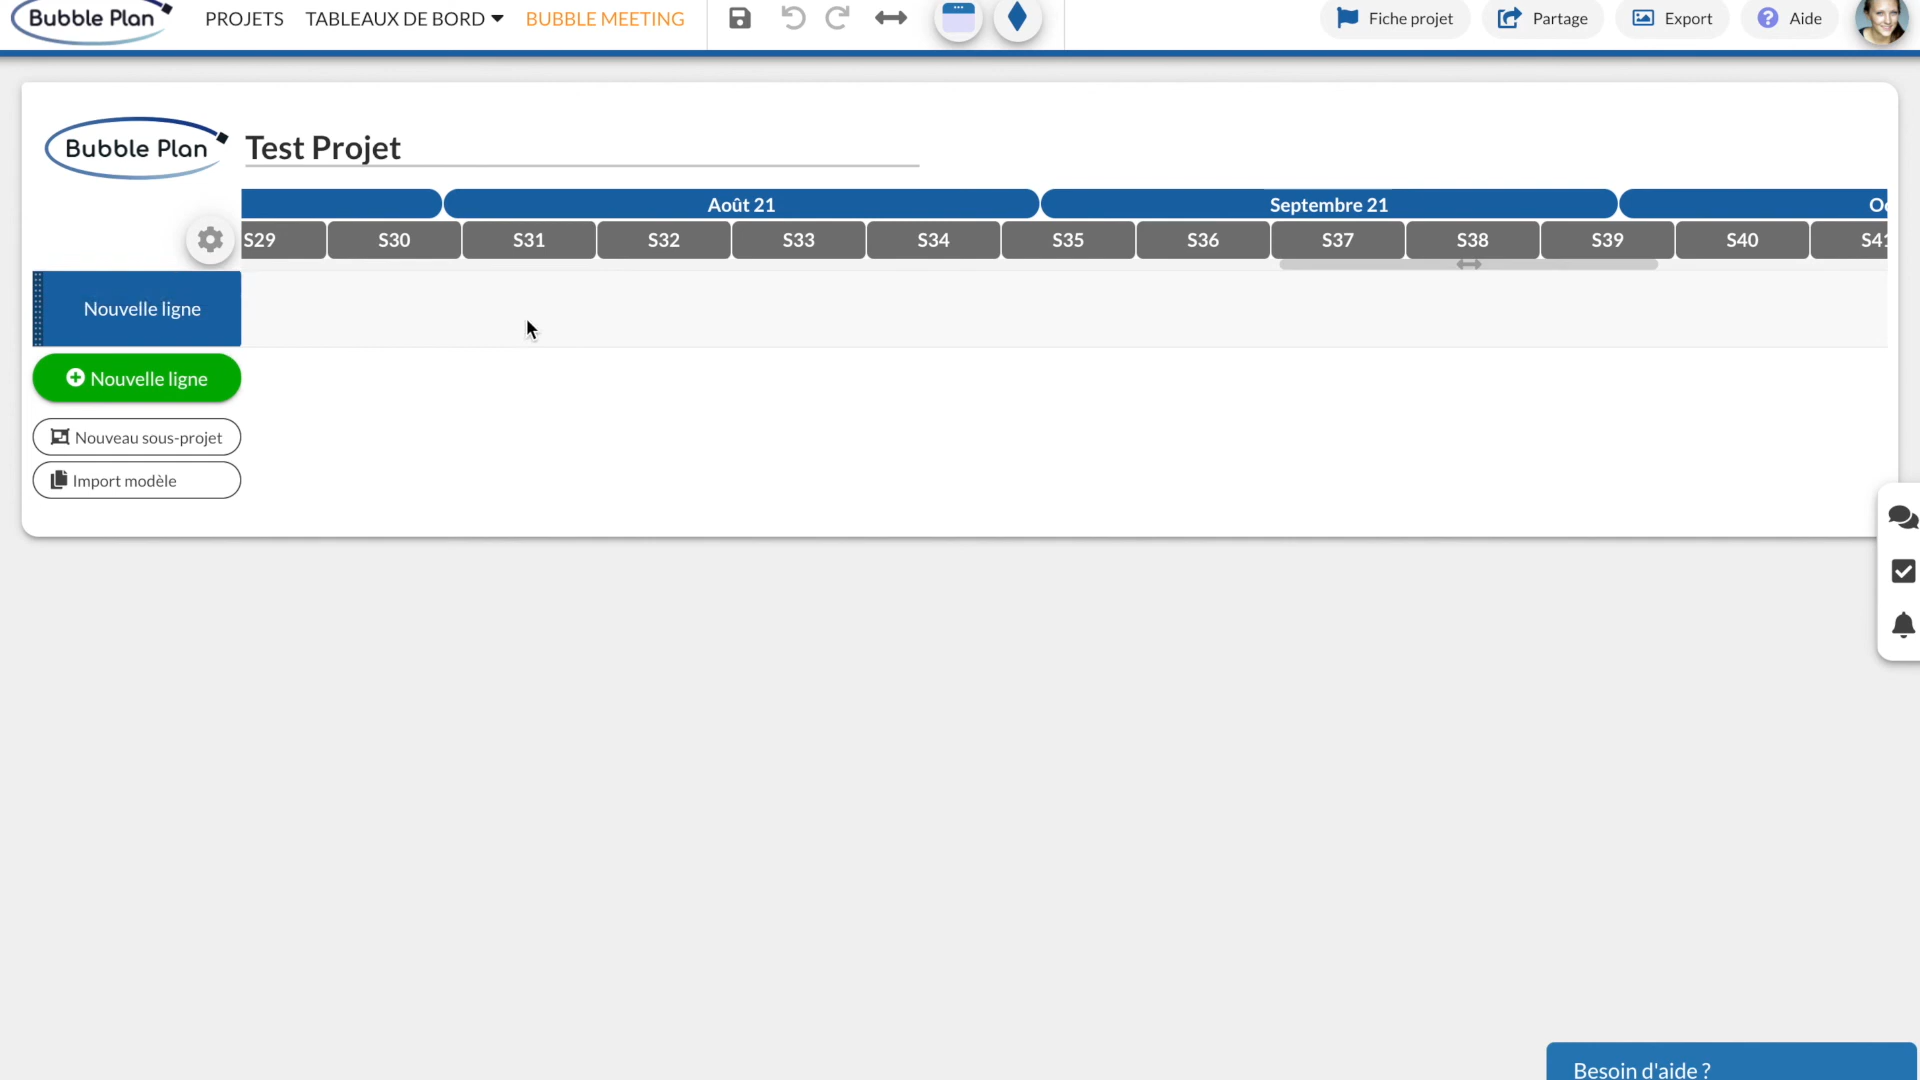 Bubble Plan PROJETS TABLEAUX DE BORD BUBBLE MEETING Fiche projet Partage Export Aide
Bubble Plan Test Projet
Août 21 Septembre 21
S29 S30 S31 S32 S33 S34 S35 S36 S37 S38 S39 S40 S41
Nouvelle ligne
Nouvelle ligne
Nouveau sous-projet
Import modèle
Besoin d'aide ?